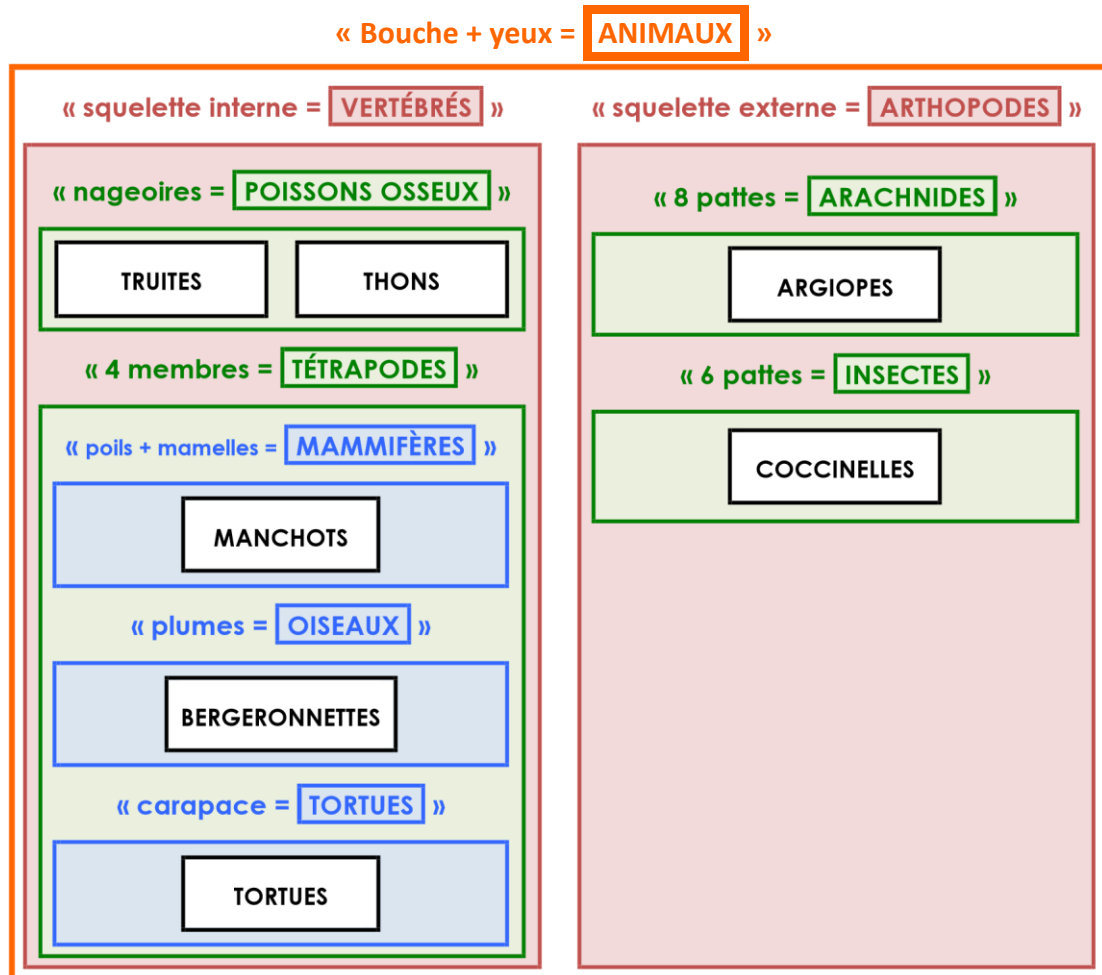 « Bouche + yeux = ANIMAUX »
« squelette interne = VERTÉBRÉS »
« nageoires = POISSONS OSSEUX »
TRUITES
THONS
« 4 membres = TÉTRAPODES »
« poils + mamelles = MAMMIFÈRES »
MANCHOTS
« plumes = OISEAUX »
BERGERONNETTES
« carapace = TORTUES »
TORTUES
« squelette externe = ARTHOPODES »
« 8 pattes = ARACHNIDES »
ARGIOPES
« 6 pattes = INSECTES »
COCCINELLES